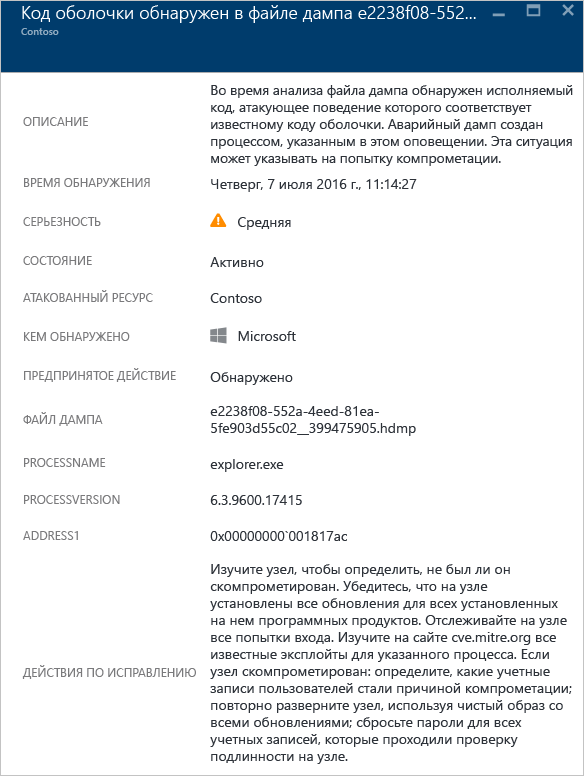 Код оболочки обнаружен в файле дампа e2238f08-552...
Contoso
ОПИСАНИЕ
Во время анализа файла дампа обнаружен исполняемый
код, атакующее поведение которого соответствует
известному коду оболочки. Аварийный дамп создан
процессом, указанным в этом оповещении. Эта ситуация
может указывать на попытку компрометации.
ВРЕМЯ ОБНАРУЖЕНИЯ
Четверг, 7 июля 2016 г., 11:14:27
СЕРЬЕЗНОСТЬ
Средняя
СОСТОЯНИЕ
Активно
АТАКОВАННЫЙ РЕСУРС
Contoso
КЕМ ОБНАРУЖЕНО
Microsoft
ПРЕДПРИНЯТОЕ ДЕЙСТВИЕ
Обнаружено
ФАЙЛ ДАМПА
e2238f08-552a-4eed-81ea-
5fe903d55c02__399475905.hdmp
PROCESSNAME
explorer.exe
PROCESSVERSION
6.3.9600.17415
ADDRESS1
0x00000000`001817ac
ДЕЙСТВИЯ ПО ИСПРАВЛЕНИЮ
Изучите узел, чтобы определить, не был ли он
скомпрометирован. Убедитесь, что на узле
установлены все обновления для всех установленных
на нем программных продуктов. Отслеживайте на узле
все попытки входа. Изучите на сайте cve.mitre.org все
известные эксплойты для указанного процесса. Если
узел скомпрометирован: определите, какие учетные
записи пользователей стали причиной компрометации;
повторно разверните узел, используя чистый образ со
всеми обновлениями; сбросьте пароли для всех
учетных записей, которые проходили проверку
подлинности на узле.